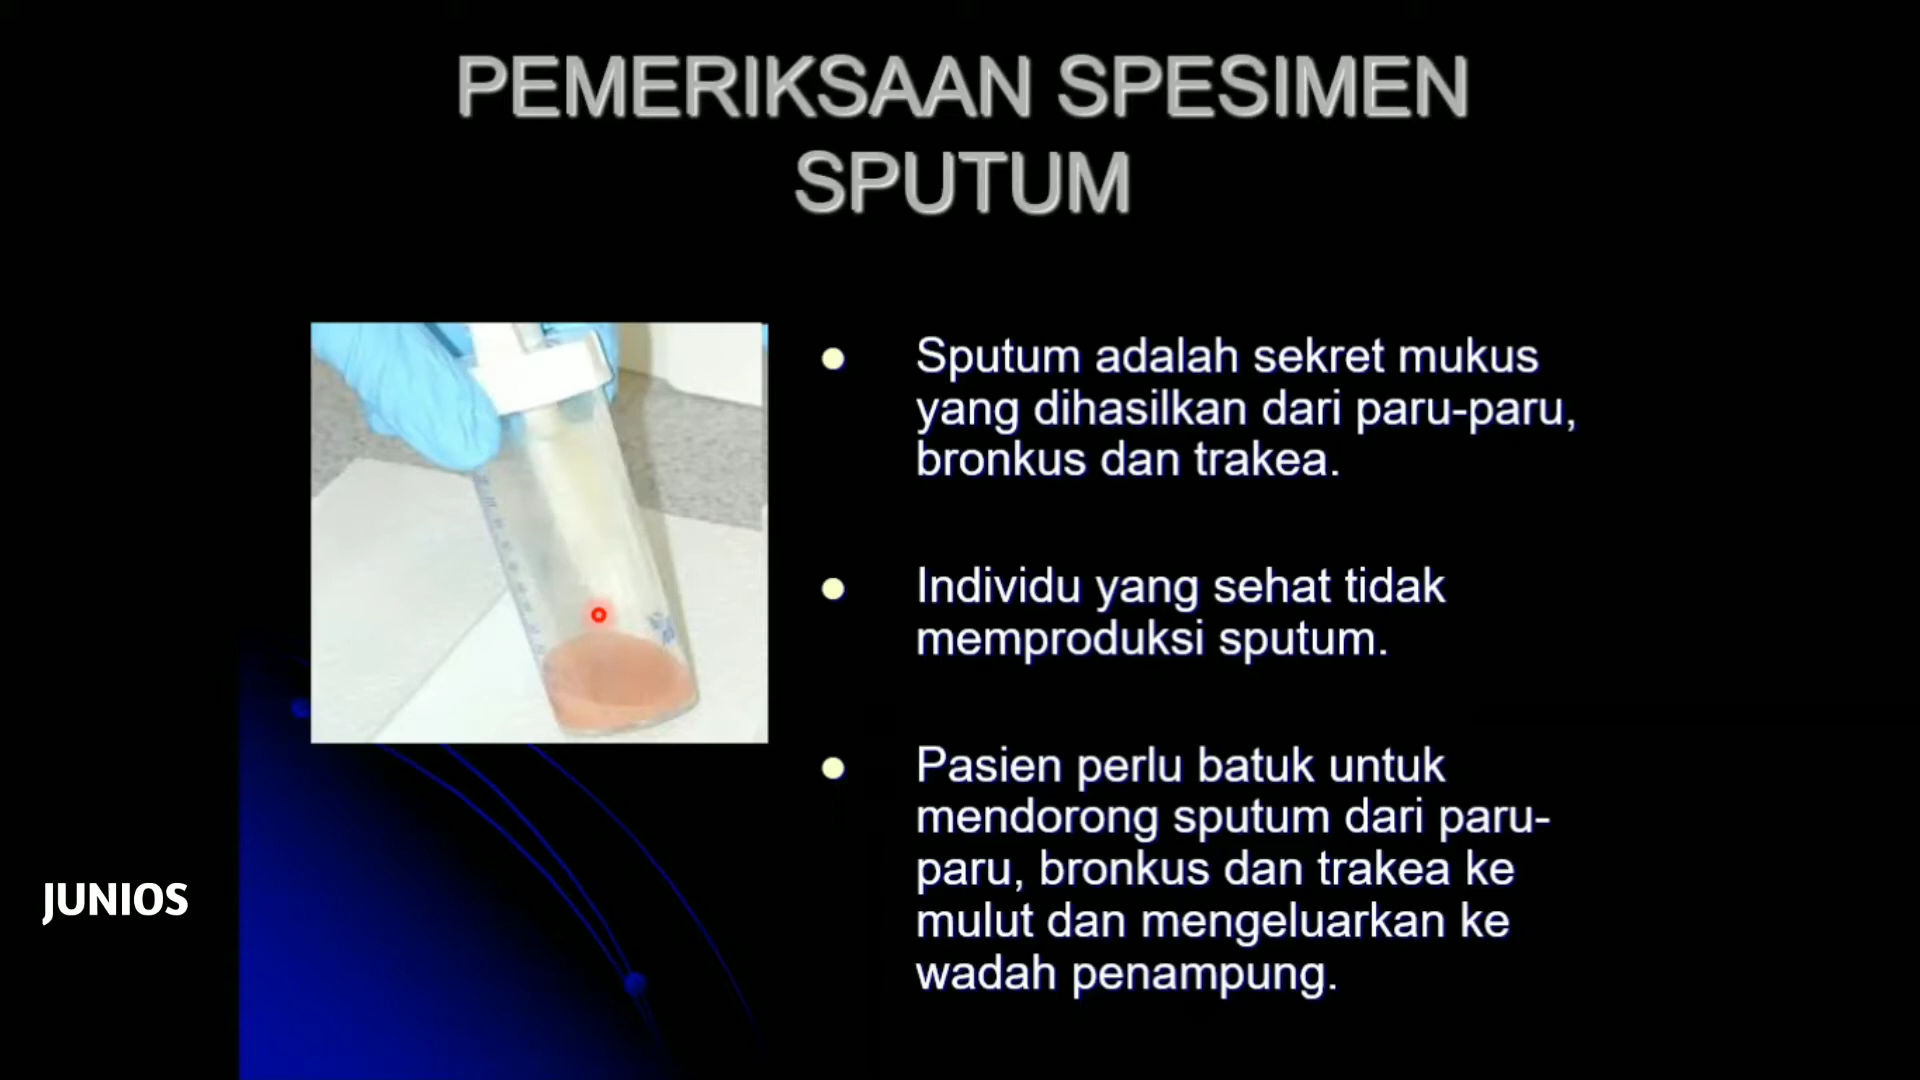 PEMERIKSAAN SPESIMEN
SPUTUM
Sputum adalah sekret mukus
yang dihasilkan dari paru-paru,
bronkus dan trakea.
Individu yang sehat tidak
memproduksi sputum.
Pasien perlu batuk untuk
mendorong sputum dari paru-
paru, bronkus dan trakea ke
mulut dan mengeluarkan ke
wadah penampung.
JUNIOS